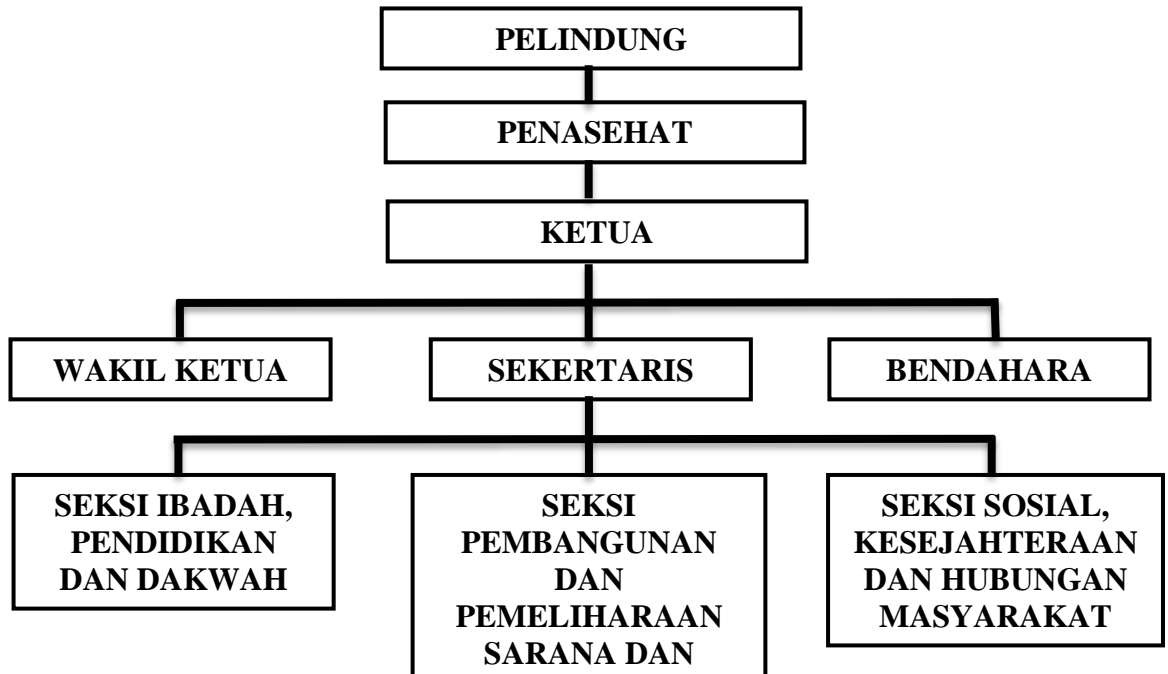 PELINDUNG
PENASEHAT
KETUA
WAKIL KETUA
SEKERTARIS
BENDAHARA
SEKSI IBADAH,
PENDIDIKAN
DAN DAKWAH
SEKSI
PEMBANGUNAN
DAN
PEMELIHARAAN
SARANA DAN
SEKSI SOSIAL,
KESEJAHTERAAN
DAN HUBUNGAN
MASYARAKAT